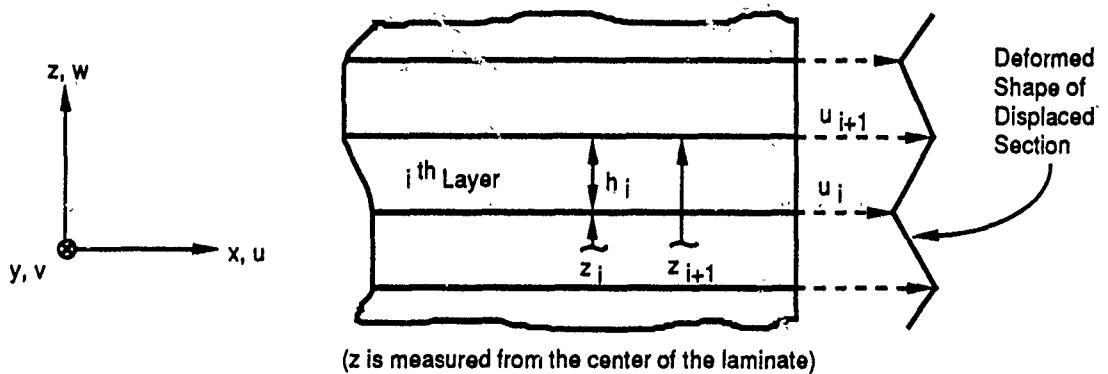 z, w
x, u
y, v
i th Layer
h i
z i
z i+1
u i+1
u i
Deformed
Shape of
Displaced
Section
(z is measured from the center of the laminate)